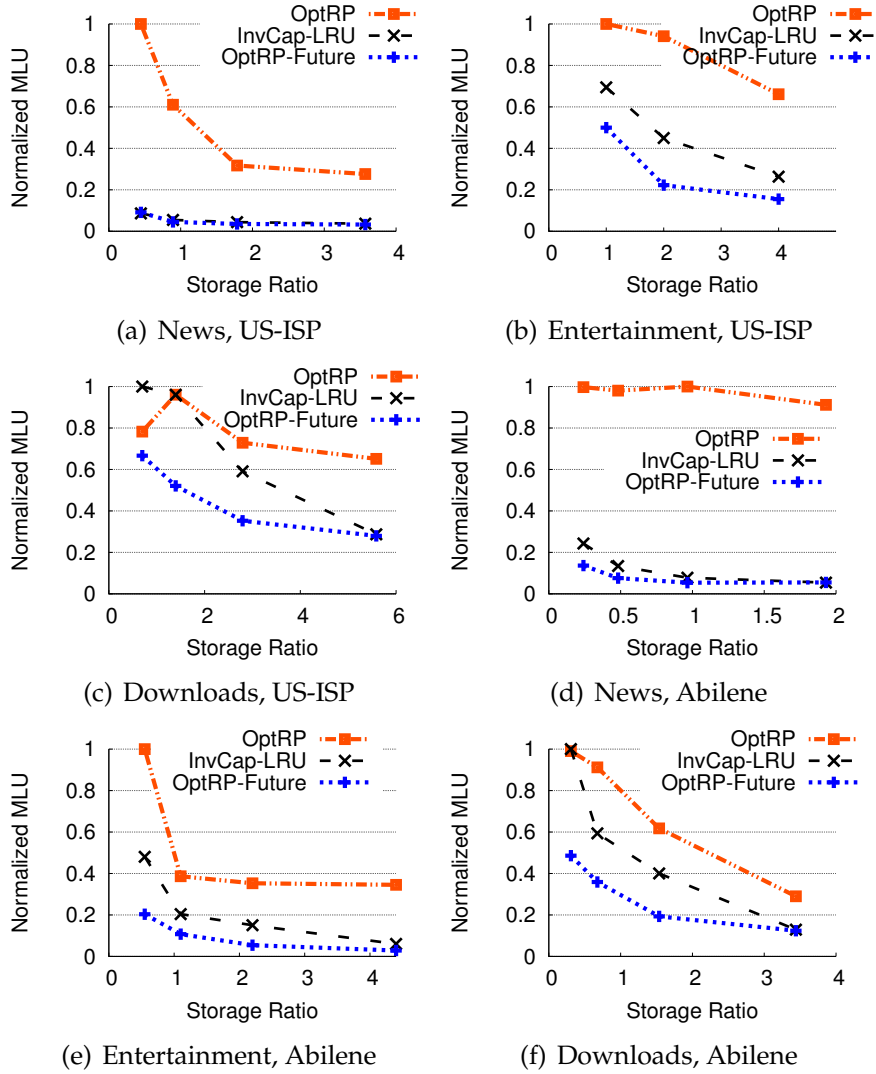 OptRP
InvCap-LRU
OptRP-Future
Normalized MLU
1
0.8
0.6
0.4
0.2
0
0 1 2 3 4
Storage Ratio
(a) News, US-ISP
OptRP
InvCap-LRU
OptRP-Future
Normalized MLU
1
0.8
0.6
0.4
0.2
0
0 1 2 3 4
Storage Ratio
(b) Entertainment, US-ISP
OptRP
InvCap-LRU
OptRP-Future
Normalized MLU
1
0.8
0.6
0.4
0.2
0
0 2 4 6
Storage Ratio
(c) Downloads, US-ISP
OptRP
InvCap-LRU
OptRP-Future
Normalized MLU
1
0.8
0.6
0.4
0.2
0
0 0.5 1 1.5 2
Storage Ratio
(d) News, Abilene
OptRP
InvCap-LRU
OptRP-Future
Normalized MLU
1
0.8
0.6
0.4
0.2
0
0 1 2 3 4
Storage Ratio
(e) Entertainment, Abilene
OptRP
InvCap-LRU
OptRP-Future
Normalized MLU
1
0.8
0.6
0.4
0.2
0
0 1 2 3 4
Storage Ratio
(f) Downloads, Abilene